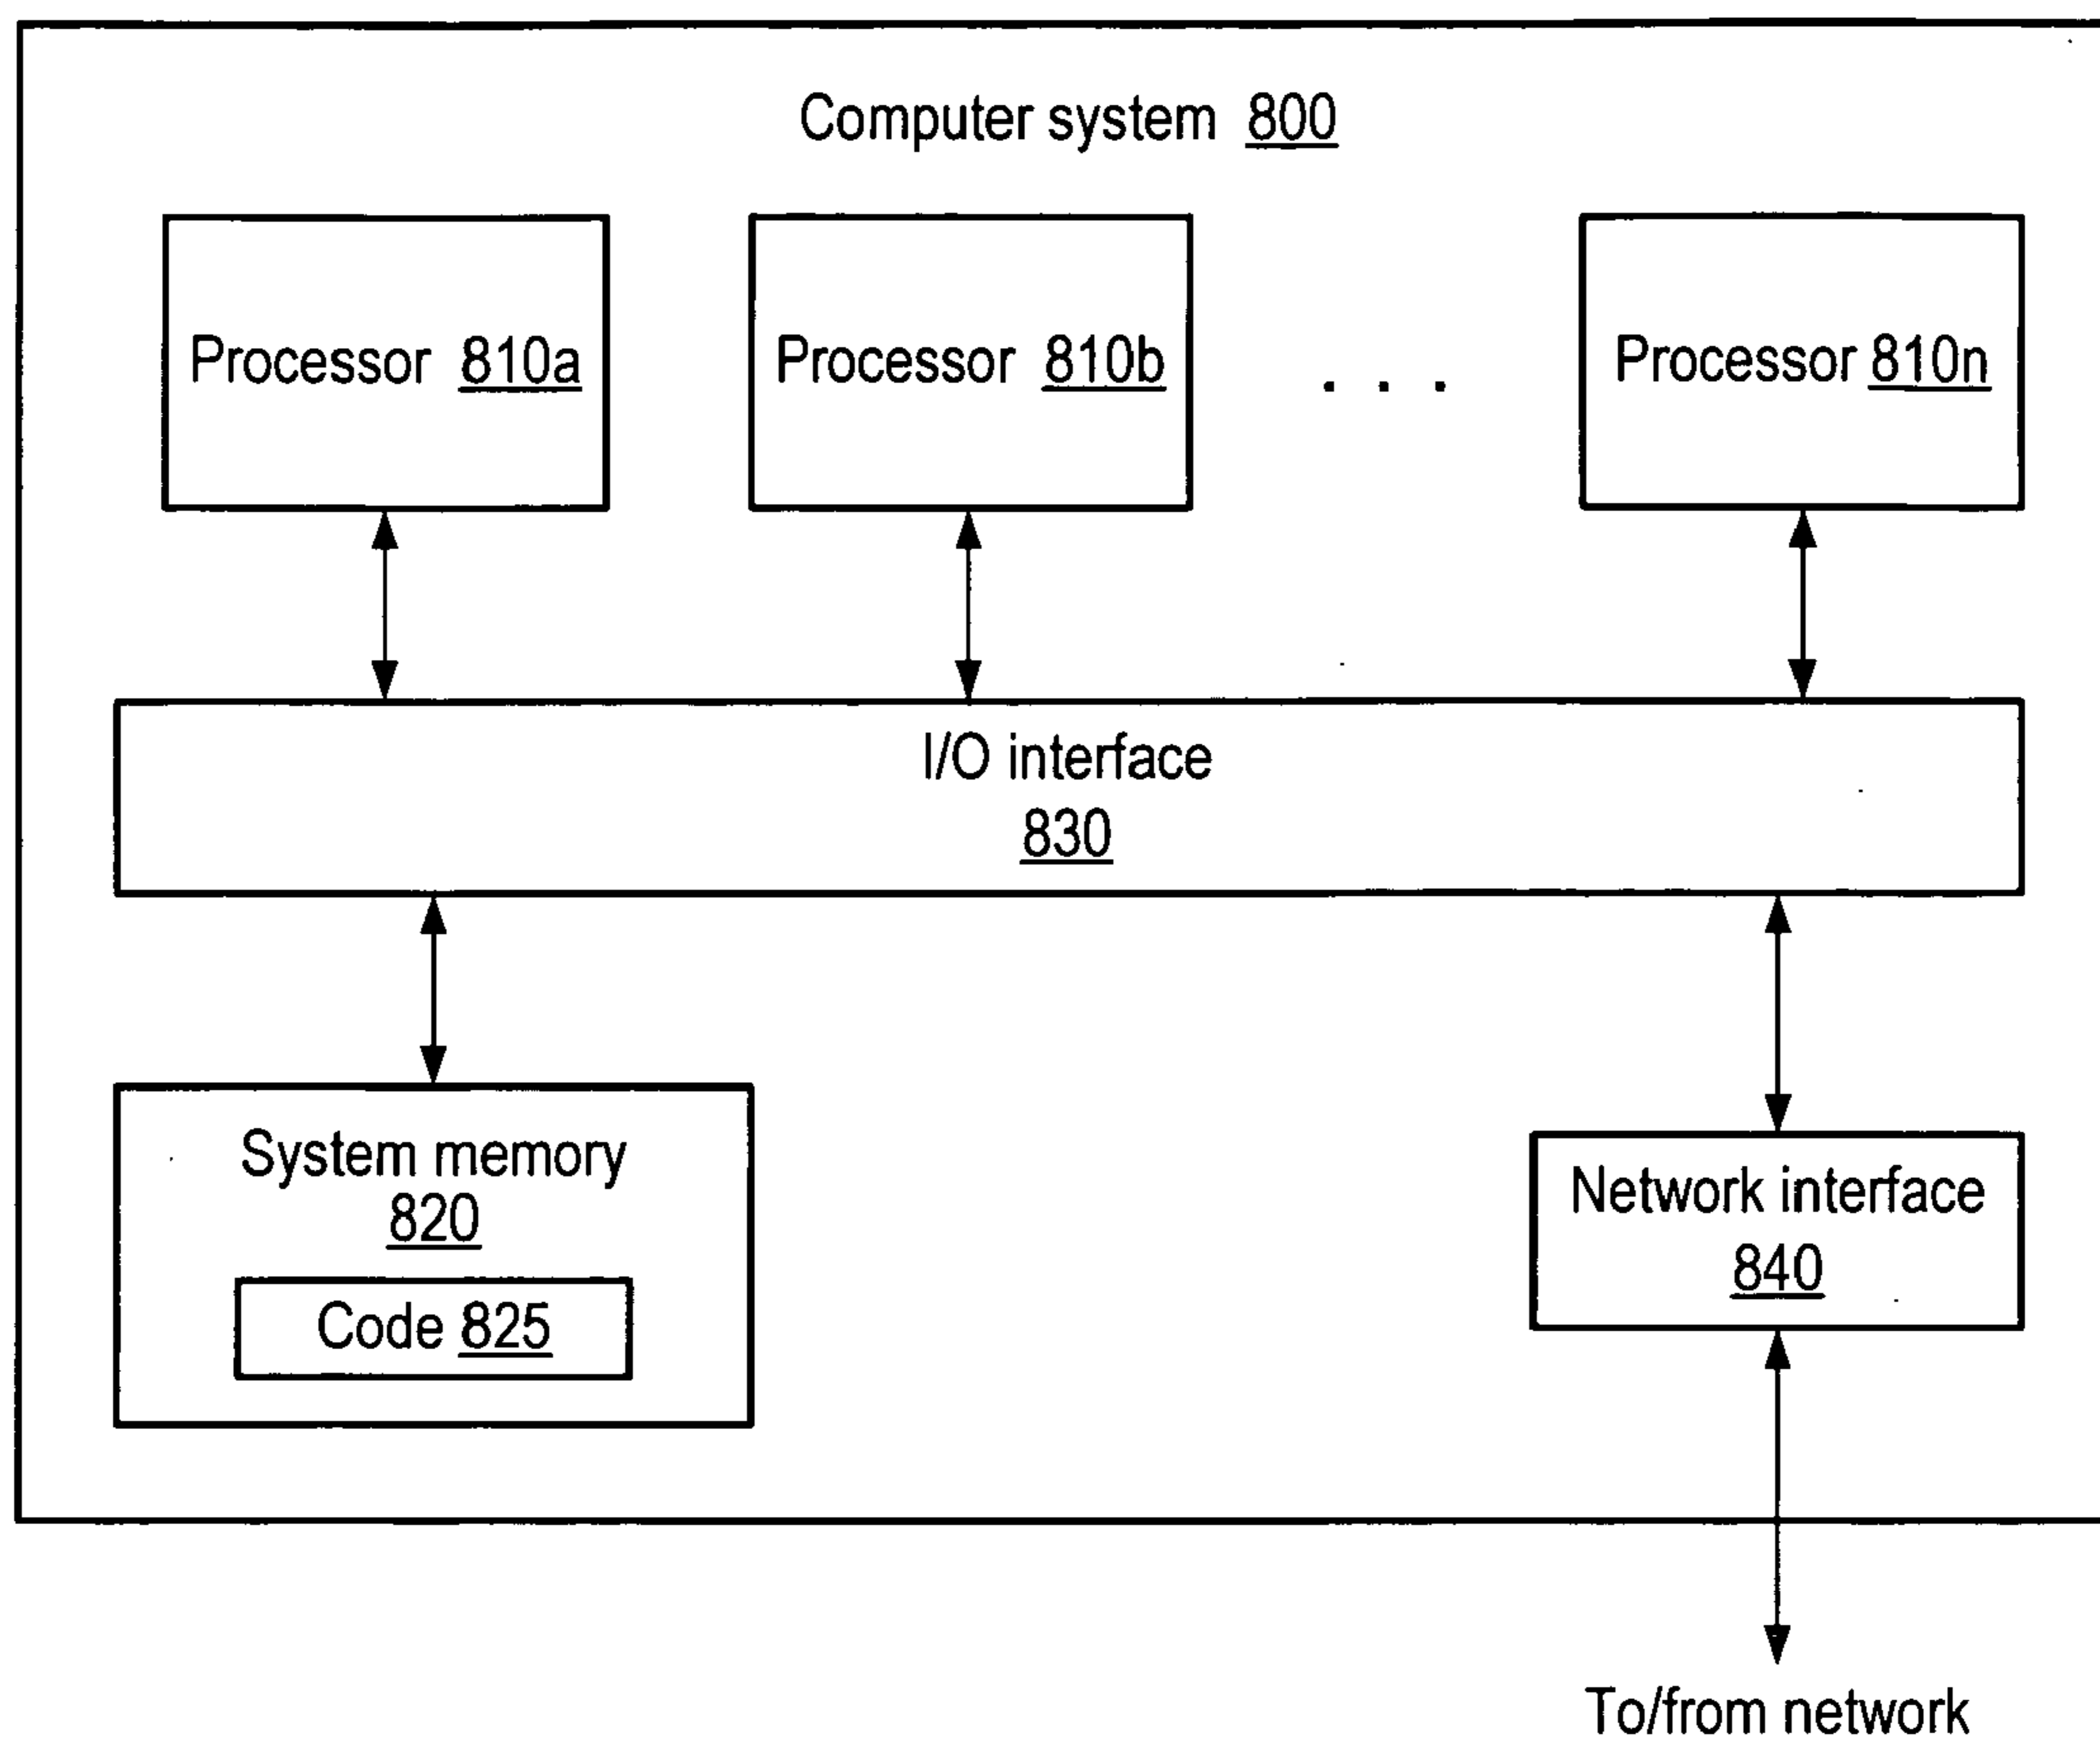 Computer system 800
Processor 810a
Processor 810b
. . .
Processor 810n
I/O interface
830
System memory
820
Code 825
Network interface
840
To/from network